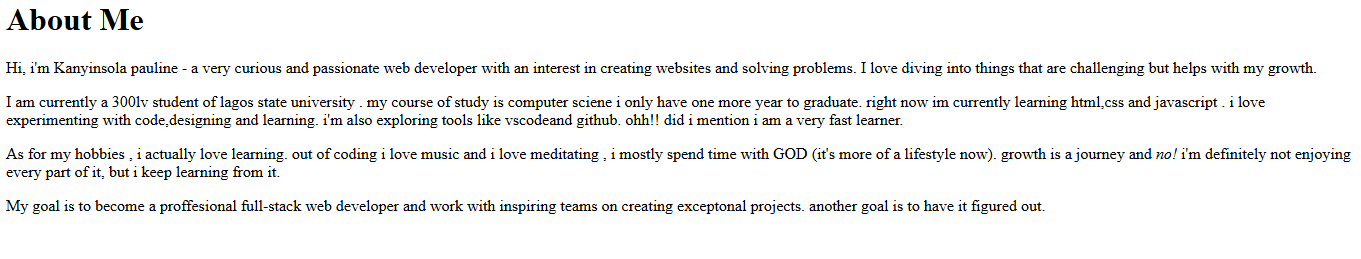 About Me
Hi, i'm Kanyinsola pauline - a very curious and passionate web developer with an interest in creating websites and solving problems. I love diving into things that are challenging but helps with my growth.
I am currently a 300lv student of lagos state university . my course of study is computer sciene i only have one more year to graduate. right now im currently learning html,css and javascript . i love
experimenting with code,designing and learning. i'm also exploring tools like vscodeand github. ohh!! did i mention i am a very fast learner.
As for my hobbies , i actually love learning. out of coding i love music and i love meditating , i mostly spend time with GOD (it's more of a lifestyle now). growth is a journey and no! i'm definitely not enjoying
every part of it, but i keep learning from it.
My goal is to become a proffesional full-stack web developer and work with inspiring teams on creating exceptonal projects. another goal is to have it figured out.